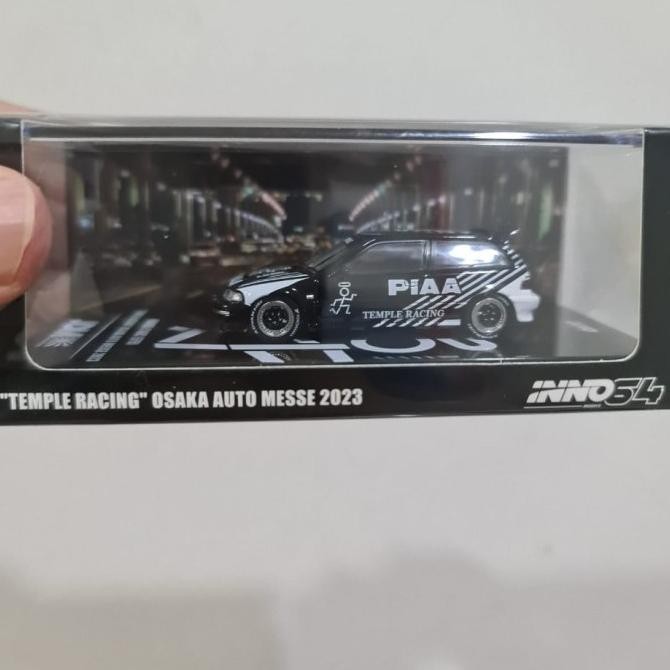 PIAA
TEMPLE RACING
"TEMPLE RACING" OSAKA AUTO MESSE 2023
INNO64